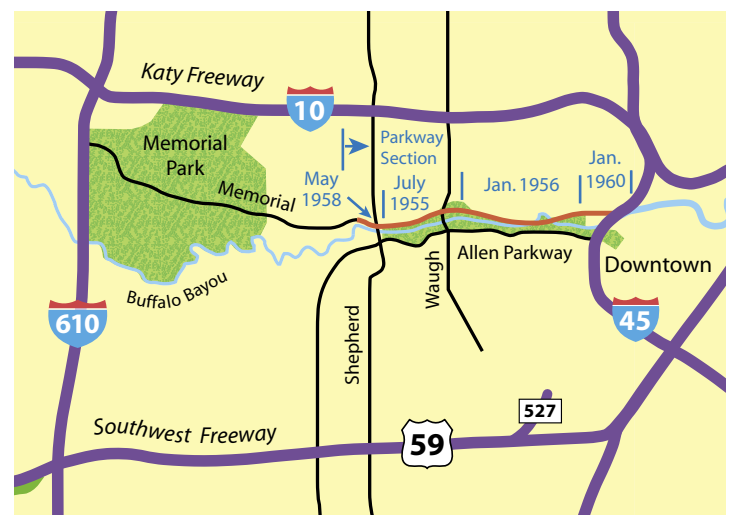 Katy Freeway
10
Memorial
Park
Parkway
Section
Memorial
May
1958
July
1955
Jan. 1956
Jan.
1960
Buffalo Bayou
Waugh
Allen Parkway
Downtown
610
Shepherd
45
527
Southwest Freeway
59